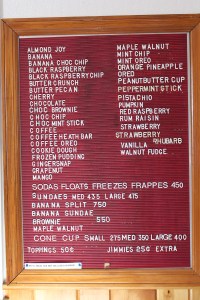 ALMOND JOY
BANANA
BANANA CHOC CHIP
BLACK RASPBERRY
BLACK RASPBERRYCHIP
BUTTER CRUNCH
BUTTER PECAN
CHERRY
CHOCOLATE
CHOC BROWNIE
CHOC CHIP
CHOC MINT STICK
COFFEE
COFFEE HEATH BAR
COFFEE OREO
COOKIE DOUGH
FROZEN PUDDING
GINGERSNAP
GRAPENUT
MANGO
MAPLE WALNUT
MINT CHIP
MINT OREO
ORANGE PINEAPPLE
OREO
PEANUTBUTTER CUP
PEPPERMINT STICK
PISTACHIO
PUMPKIN
RED RASPBERRY
RUM RAISIN
STRAWBERRY
STRAWBERRY RHUBARB
VANILLA
WALNUT FUDGE
SODAS FLOATS FREEZES FRAPPES 450
SUNDAES MED 435 LARGE 475
BANANA SPLIT 750
BANANA SUNDAE
BROWNIE 550
MAPLE WALNUT
CONE CUP SMALL 275 MED 350 LARGE 400
TOPPINGS 50¢ JIMMIES 25¢ EXTRA